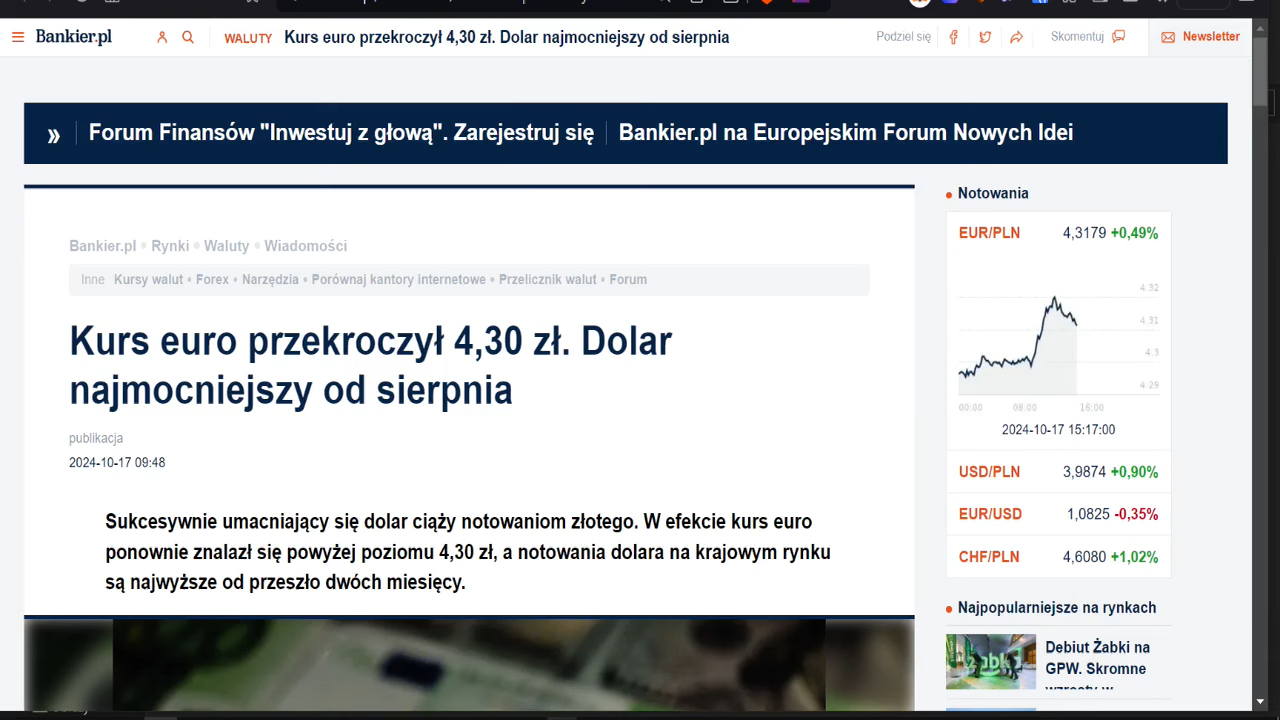 Bankier.pl
WALUTY Kurs euro przekroczył 4,30 zł. Dolar najmocniejszy od sierpnia
Podziel się
Skomentuj
Newsletter
» Forum Finansów "Inwestuj z głową". Zarejestruj się
Bankier.pl na Europejskim Forum Nowych Idei
Bankier.pl • Rynki • Waluty • Wiadomości
Inne Kursy walut • Forex • Narzędzia • Porównaj kantory internetowe • Przelicznik walut • Forum
Kurs euro przekroczył 4,30 zł. Dolar
najmocniejszy od sierpnia
publikacja
2024-10-17 09:48
Sukcesywnie umacniający się dolar ciąży notowaniom złotego. W efekcie kurs euro
ponownie znalazł się powyżej poziomu 4,30 zł, a notowania dolara na krajowym rynku
są najwyższe od przeszło dwóch miesięcy.
Notowania
EUR/PLN 4,3179 +0,49%
4.32
4.31
4.3
4.29
00:00 08:00 16:00
2024-10-17 15:17:00
USD/PLN 3,9874 +0,90%
EUR/USD 1,0825 -0,35%
CHF/PLN 4,6080 +1,02%
Najpopularniejsze na rynkach
Debiut Żabki na
GPW. Skromne
wzrosty w